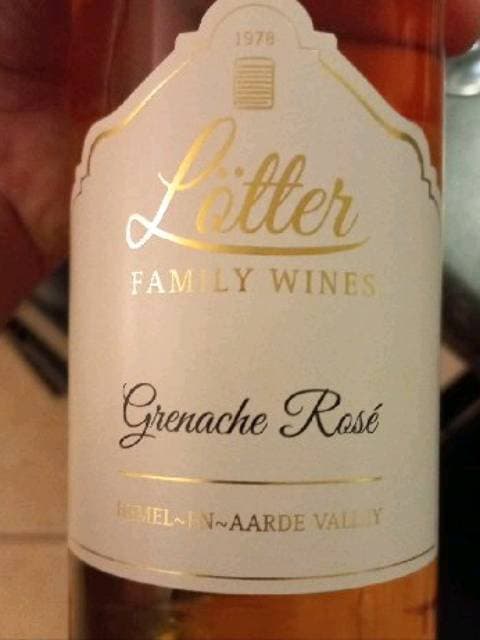 1978
Lötter
FAMILY WINES
Grenache Rosé
HEMEL~EN~AARDE VALLEY